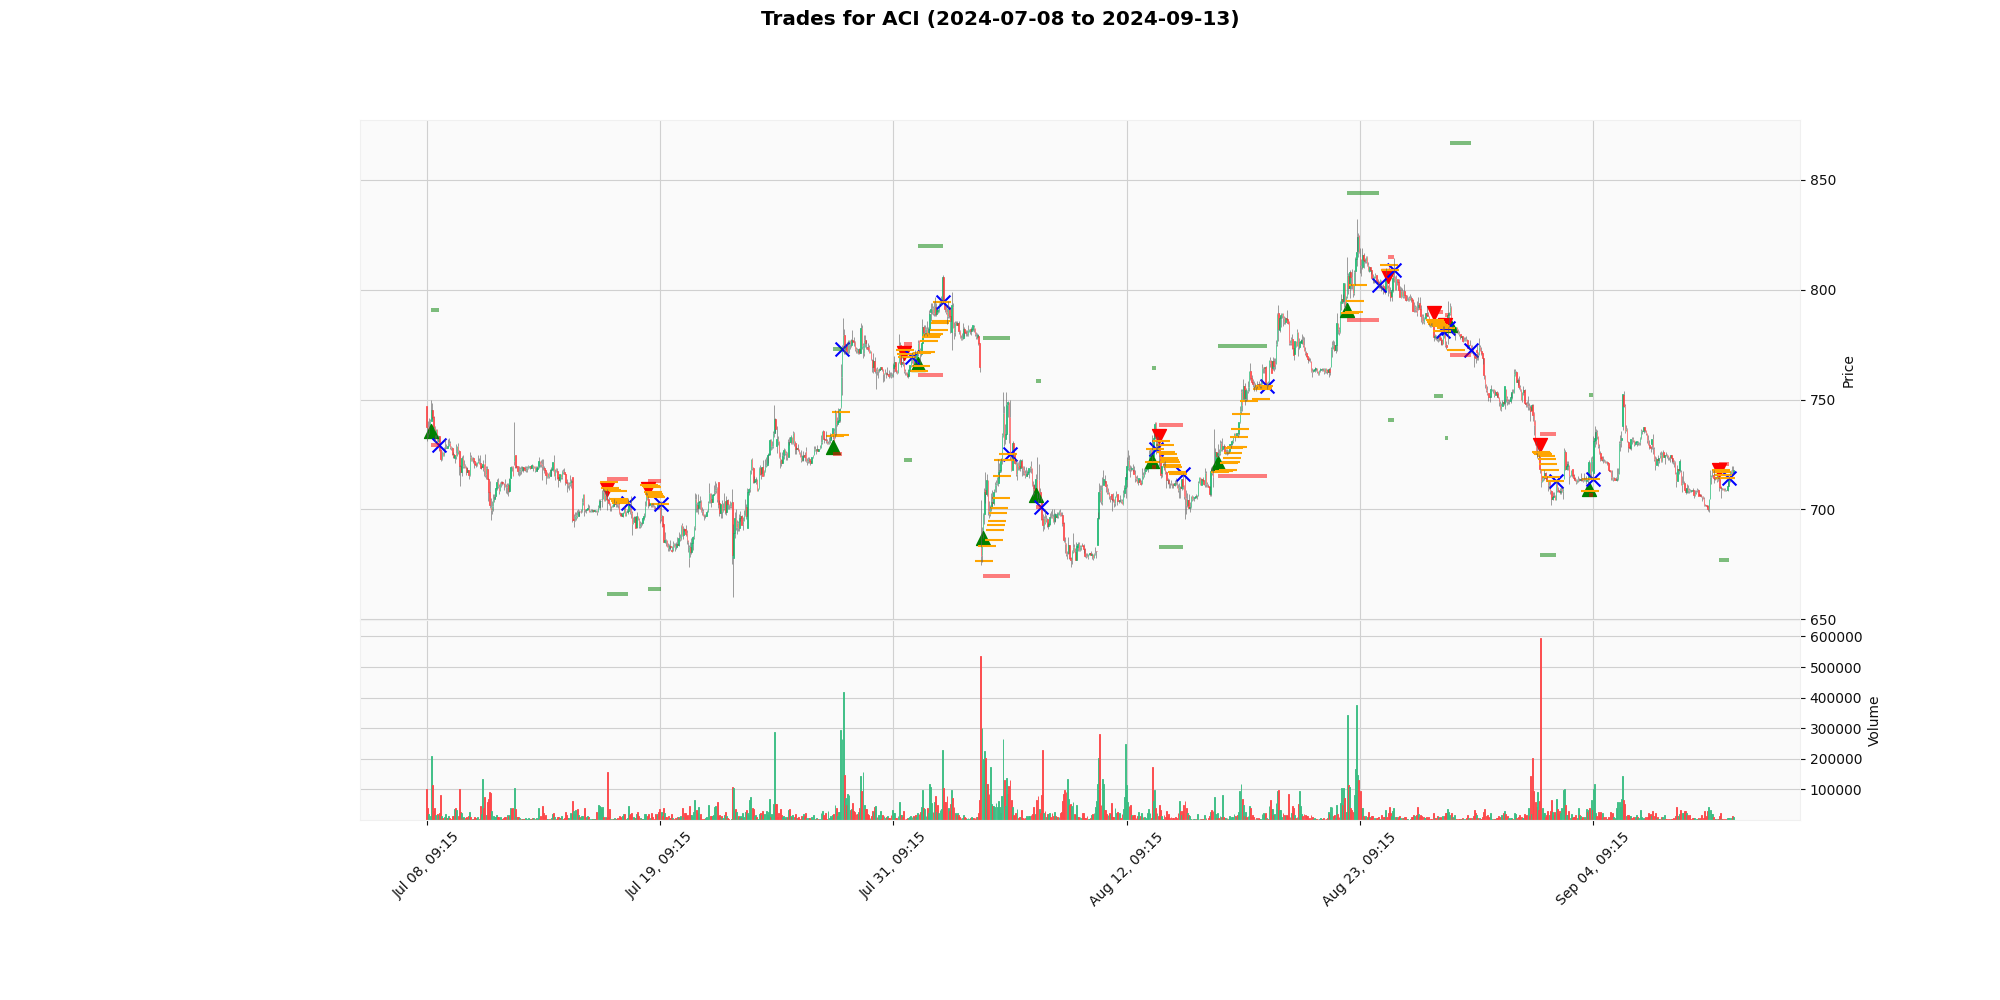 Trades for ACI (2024-07-08 to 2024-09-13)
850
800
750
700
650
Price
600000
500000
400000
300000
200000
100000
Volume
Jul 08, 09:15
Jul 19, 09:15
Jul 31, 09:15
Aug 12, 09:15
Aug 23, 09:15
Sep 04, 09:15